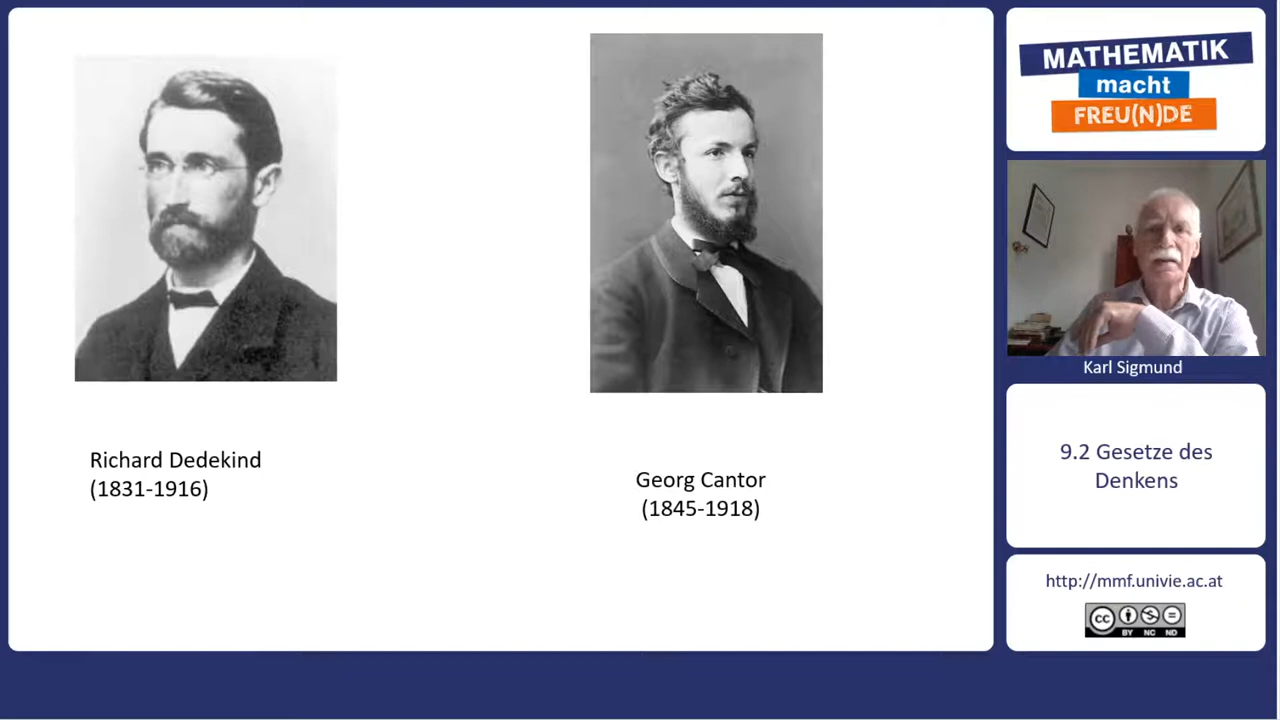 Richard Dedekind
(1831-1916)
Georg Cantor
(1845-1918)
MATHEMATIK
macht
FREU(N)DE
Karl Sigmund
9.2 Gesetze des
Denkens
http://mmf.univie.ac.at
CC BY NC ND